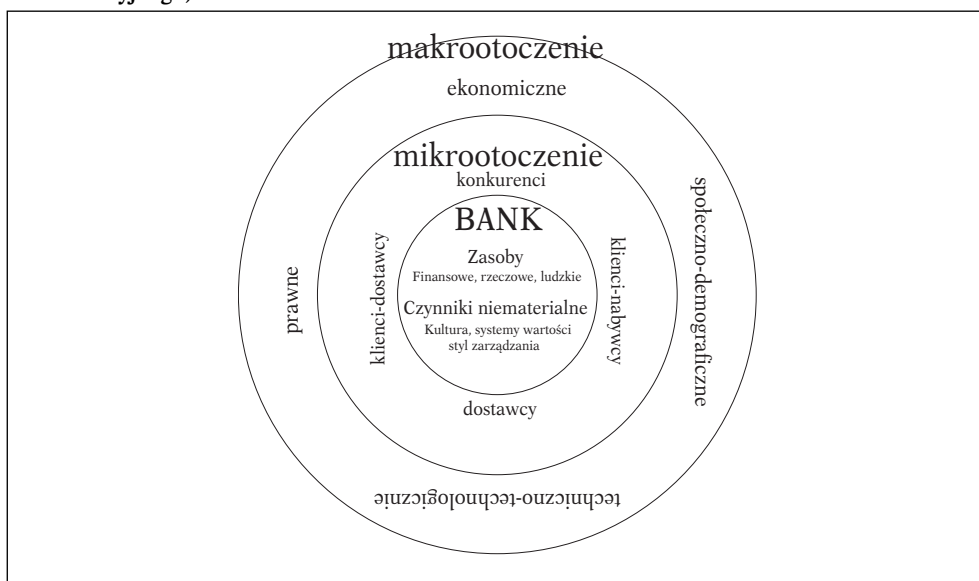 makrootoczenie
ekonomiczne
mikrootoczenie
konkurenci
BANK
Zasoby
Finansowe, rzeczowe, ludzkie
Czynniki niematerialne
Kultura, systemy wartości
styl zarządzania
klienci-dostawcy
klienci-nabywcy
dostawcy
prawne
społeczno-demograficzne
techniczno-technologicznie